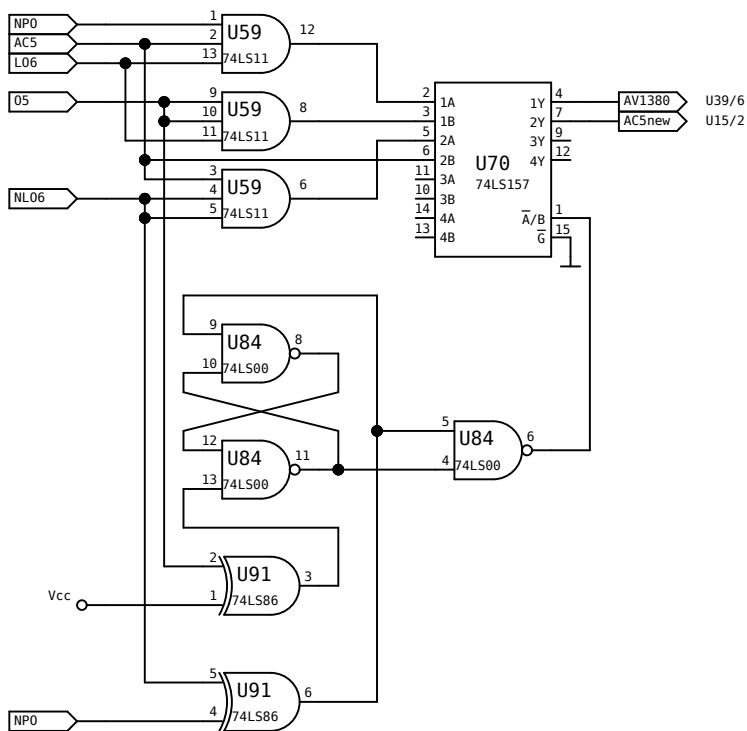 NPO 1
AC5 2 U59 12
LO6 13 74LS11
O5 9 U59 8
10 74LS11
11
NLO6 3 U59 6
4 74LS11
5
2 1A 1Y 4 AV1380 U39/6
3 1B 2Y 7 AC5new U15/2
5 2A 3Y 9
6 2B 4Y 12
U70
74LS157
11 3A
10 3B
14 4A A/B 1
13 4B G 15
9 U84 8
10 74LS00
12 U84 11
13 74LS00
5 U84 6
4 74LS00
2 U91 3
Vcc 1 74LS86
5 U91 6
NPO 4 74LS86